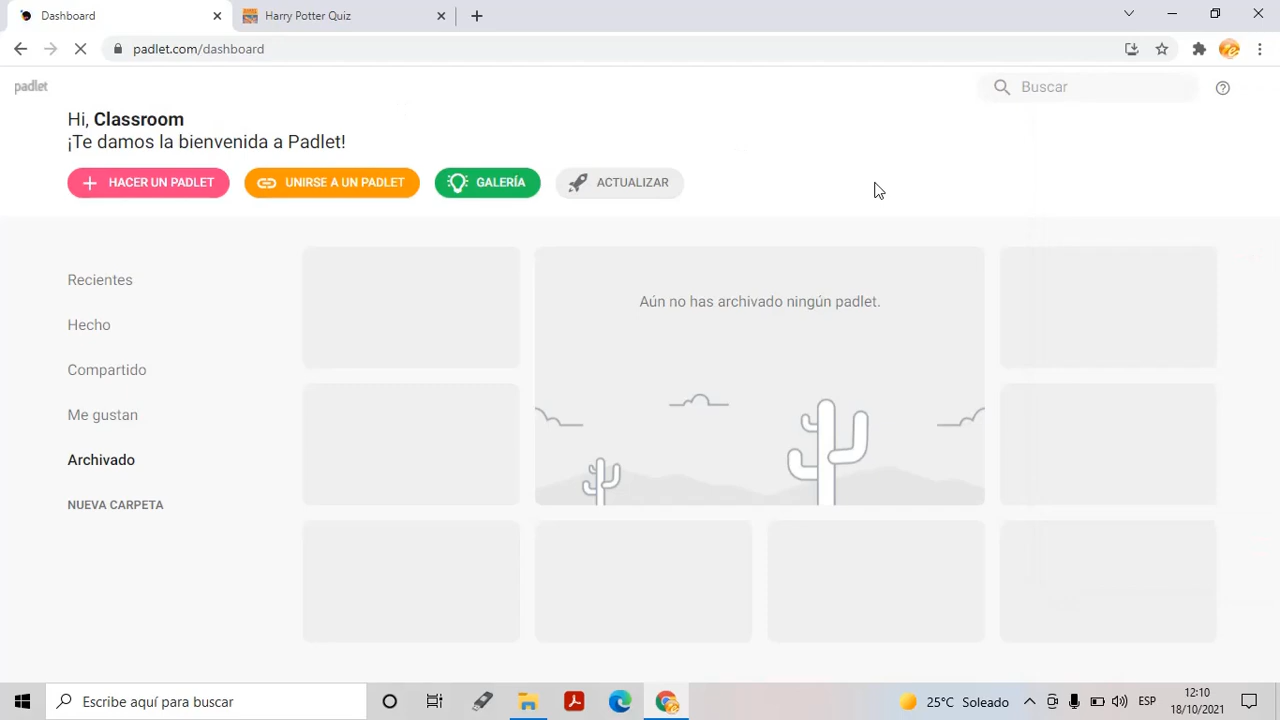 Dashboard
Harry Potter Quiz
padlet.com/dashboard
padlet
Buscar
Hi, Classroom
¡Te damos la bienvenida a Padlet!
HACER UN PADLET
UNIRSE A UN PADLET
GALERÍA
ACTUALIZAR
Recientes
Aún no has archivado ningún padlet.
Hecho
Compartido
Me gustan
Archivado
NUEVA CARPETA
Escribe aquí para buscar
25°C Soleado
ESP
12:10
18/10/2021